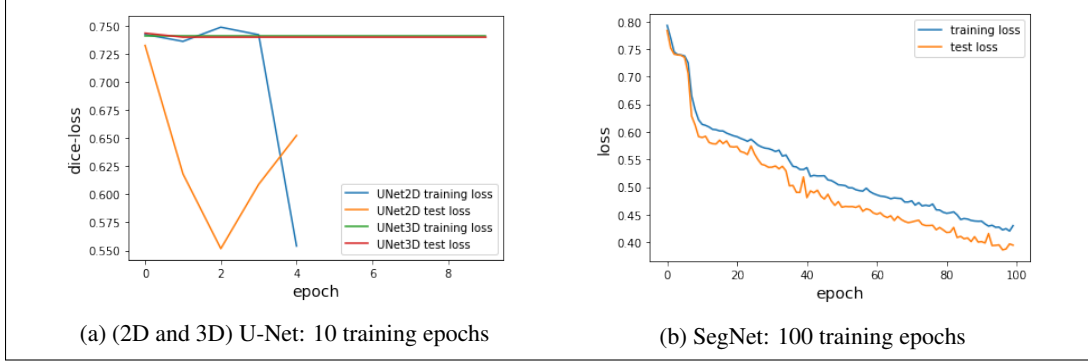 0.750
0.725
0.700
0.675
0.650
0.625
0.600
0.575
0.550
dice-loss
0 2 4 6 8
epoch
UNet2D training loss
UNet2D test loss
UNet3D training loss
UNet3D test loss
(a) (2D and 3D) U-Net: 10 training epochs
0.80
0.75
0.70
0.65
0.60
0.55
0.50
0.45
0.40
loss
0 20 40 60 80 100
epoch
training loss
test loss
(b) SegNet: 100 training epochs